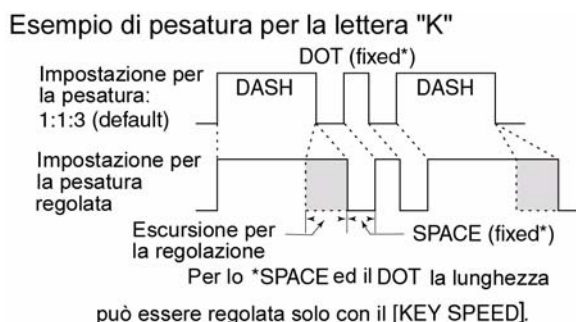 Esempio di pesatura per la lettera "K"
DOT (fixed*)
Impostazione per
la pesatura:
1:1:3 (default)
DASH
DASH
Impostazione per
la pesatura
regolata
Escursione per
la regolazione
SPACE (fixed*)
Per lo *SPACE ed il DOT la lunghezza
può essere regolata solo con il [KEY SPEED].